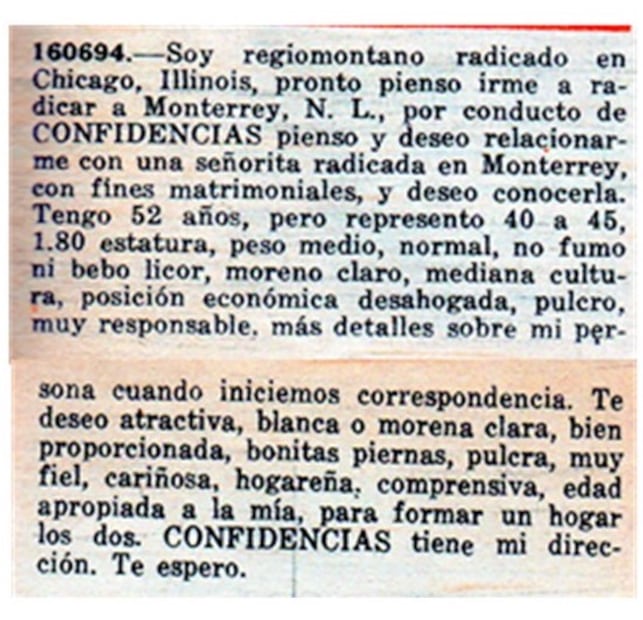 160694.—Soy regiomontano radicado en
Chicago, Illinois, pronto pienso irme a ra-
dicar a Monterrey, N. L., por conducto de
CONFIDENCIAS pienso y deseo relacionar-
me con una señorita radicada en Monterrey,
con fines matrimoniales, y deseo conocerla.
Tengo 52 años, pero represento 40 a 45,
1.80 estatura, peso medio, normal, no fumo
ni bebo licor, moreno claro, mediana cultu-
ra, posición económica desahogada, pulcro,
muy responsable, más detalles sobre mi per-
sona cuando iniciemos correspondencia. Te
deseo atractiva, blanca o morena clara, bien
proporcionada, bonitas piernas, pulcra, muy
fiel, cariñosa, hogareña, comprensiva, edad
apropiada a la mía, para formar un hogar
los dos. CONFIDENCIAS tiene mi direc-
ción. Te espero.